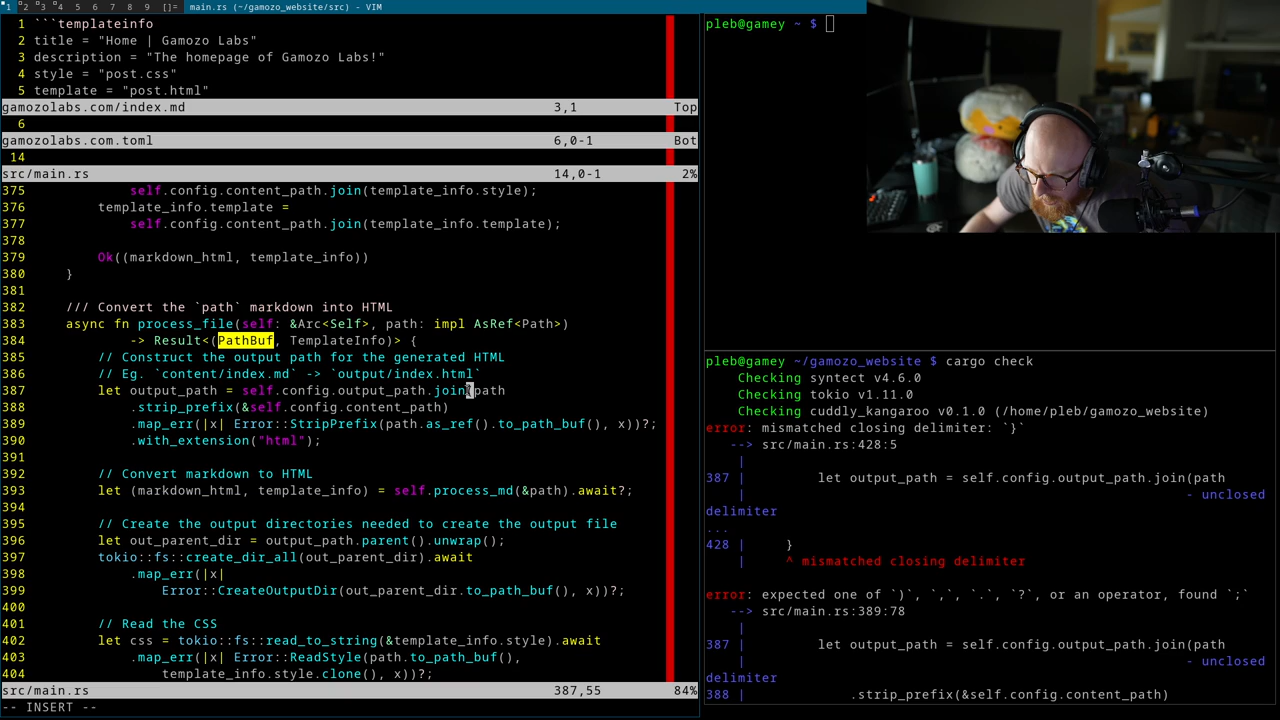 1 2 3 4 5 6 7 8 9 []= main.rs (~/gamozo_website/src) - VIM
1 ```templateinfo
2 title = "Home | Gamozo Labs"
3 description = "The homepage of Gamozo Labs!"
4 style = "post.css"
5 template = "post.html"
gamozolabs.com/index.md 3,1 Top
6
gamozolabs.com.toml 6,0-1 Bot
14
src/main.rs 14,0-1 2%
375 self.config.content_path.join(template_info.style);
376 template_info.template =
377 self.config.content_path.join(template_info.template);
378
379 Ok((markdown_html, template_info))
380 }
381
382 /// Convert the `path` markdown into HTML
383 async fn process_file(self: &Arc<Self>, path: impl AsRef<Path>)
384 -> Result<(PathBuf, TemplateInfo)> {
385 // Construct the output path for the generated HTML
386 // Eg. `content/index.md` -> `output/index.html`
387 let output_path = self.config.output_path.join(path
388 .strip_prefix(&self.config.content_path)
389 .map_err(|x| Error::StripPrefix(path.as_ref().to_path_buf(), x))?;
390 .with_extension("html");
391
392 // Convert markdown to HTML
393 let (markdown_html, template_info) = self.process_md(&path).await?;
394
395 // Create the output directories needed to create the output file
396 let out_parent_dir = output_path.parent().unwrap();
397 tokio::fs::create_dir_all(out_parent_dir).await
398 .map_err(|x|
399 Error::CreateOutputDir(out_parent_dir.to_path_buf(), x))?;
400
401 // Read the CSS
402 let css = tokio::fs::read_to_string(&template_info.style).await
403 .map_err(|x| Error::ReadStyle(path.to_path_buf(),
404 template_info.style.clone(), x))?;
src/main.rs 387,55 84%
-- INSERT --
pleb@gamey ~ $
pleb@gamey ~/gamozo_website $ cargo check
Checking syntect v4.6.0
Checking tokio v1.11.0
Checking cuddly_kangaroo v0.1.0 (/home/pleb/gamozo_website)
error: mismatched closing delimiter: `}`
--> src/main.rs:428:5
|
387 | let output_path = self.config.output_path.join(path
| - unclosed
delimiter
...
428 | }
| ^ mismatched closing delimiter
error: expected one of `)`, `,`, `.`, `?`, or an operator, found `;`
--> src/main.rs:389:78
|
387 | let output_path = self.config.output_path.join(path
| - unclosed
delimiter
388 | .strip_prefix(&self.config.content_path)